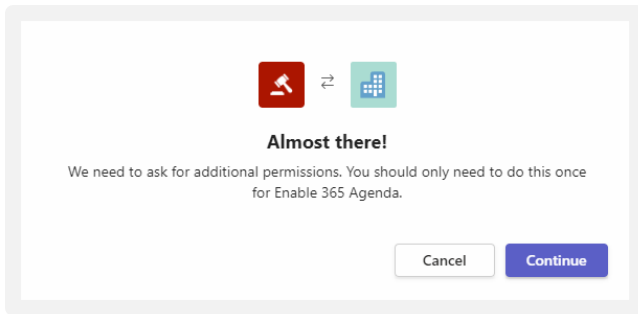 Almost there!
We need to ask for additional permissions. You should only need to do this once
for Enable 365 Agenda.
Cancel
Continue